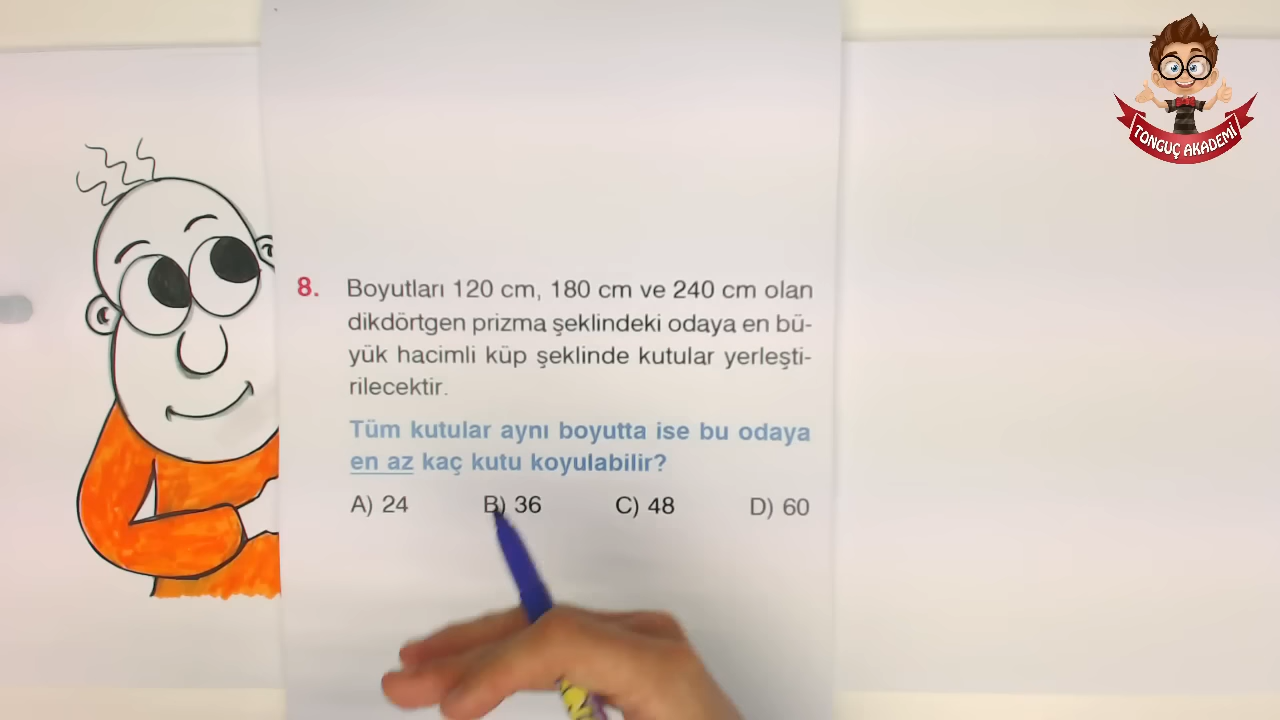 TONGUÇ AKADEMİ
8. Boyutları 120 cm, 180 cm ve 240 cm olan
dikdörtgen prizma şeklindeki odaya en bü-
yük hacimli küp şeklinde kutular yerleşti-
rilecektir.
Tüm kutular aynı boyutta ise bu odaya
en az kaç kutu koyulabilir?
A) 24 B) 36 C) 48 D) 60